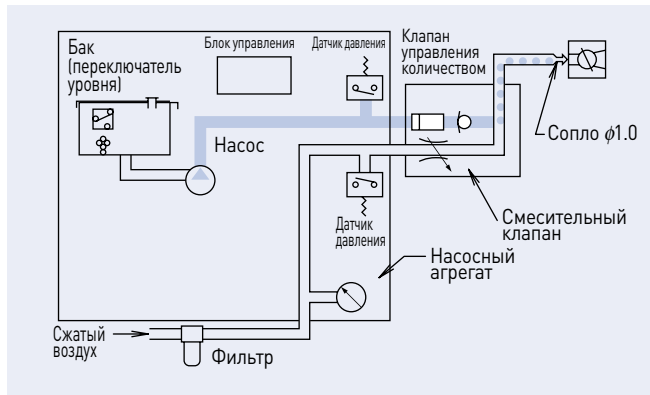 Бак
(переключатель
уровня)
Блок управления
Датчик давления
Клапан
управления
количеством
Насос
Сопло ϕ1.0
Датчик
давления
Смесительный
клапан
Насосный
агрегат
Сжатый
воздух
Фильтр